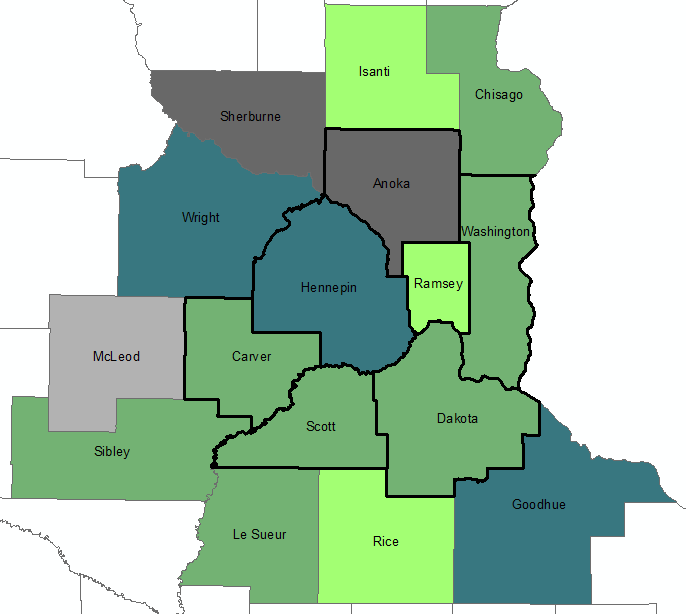 Isanti
Chisago
Sherburne
Anoka
Wright
Washington
Hennepin
Ramsey
McLeod
Carver
Scott
Dakota
Sibley
Goodhue
Le Sueur
Rice